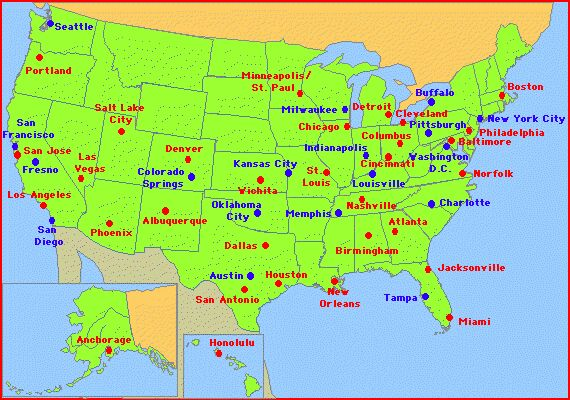 Seattle
Portland
Minneapolis/
St. Paul
Buffalo
Boston
Milwaukee
Detroit
Cleveland
New York City
Salt Lake
City
San
Francisco
Chicago
Columbus
Pittsburgh
Philadelphia
Baltimore
San Jose
Fresno
Las
Vegas
Denver
Colorado
Springs
Kansas City
Wichita
St.
Louis
Indianapolis
Cincinnati
Louisville
Washington
D.C.
Norfolk
Los Angeles
San
Diego
Phoenix
Albuquerque
Oklahoma
City
Memphis
Nashville
Charlotte
Atlanta
Birmingham
Dallas
Austin
Houston
San Antonio
New
Orleans
Jacksonville
Tampa
Miami
Anchorage
Honolulu